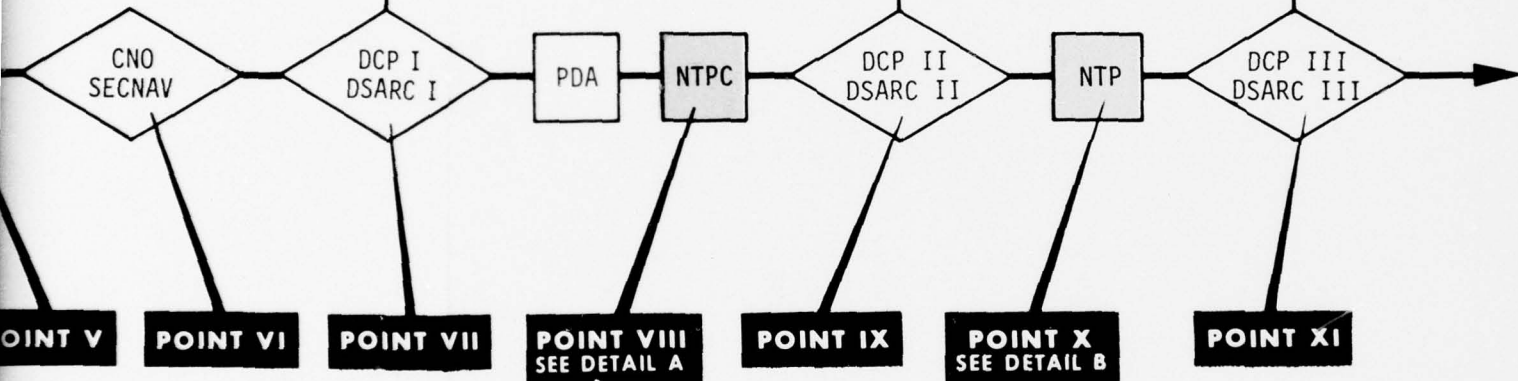 CNO
SECNAV
DCP I
DSARC I
PDA
NTPC
DCP II
DSARC II
NTP
DCP III
DSARC III
OINT V
POINT VI
POINT VII
POINT VIII
SEE DETAIL A
POINT IX
POINT X
SEE DETAIL B
POINT XI